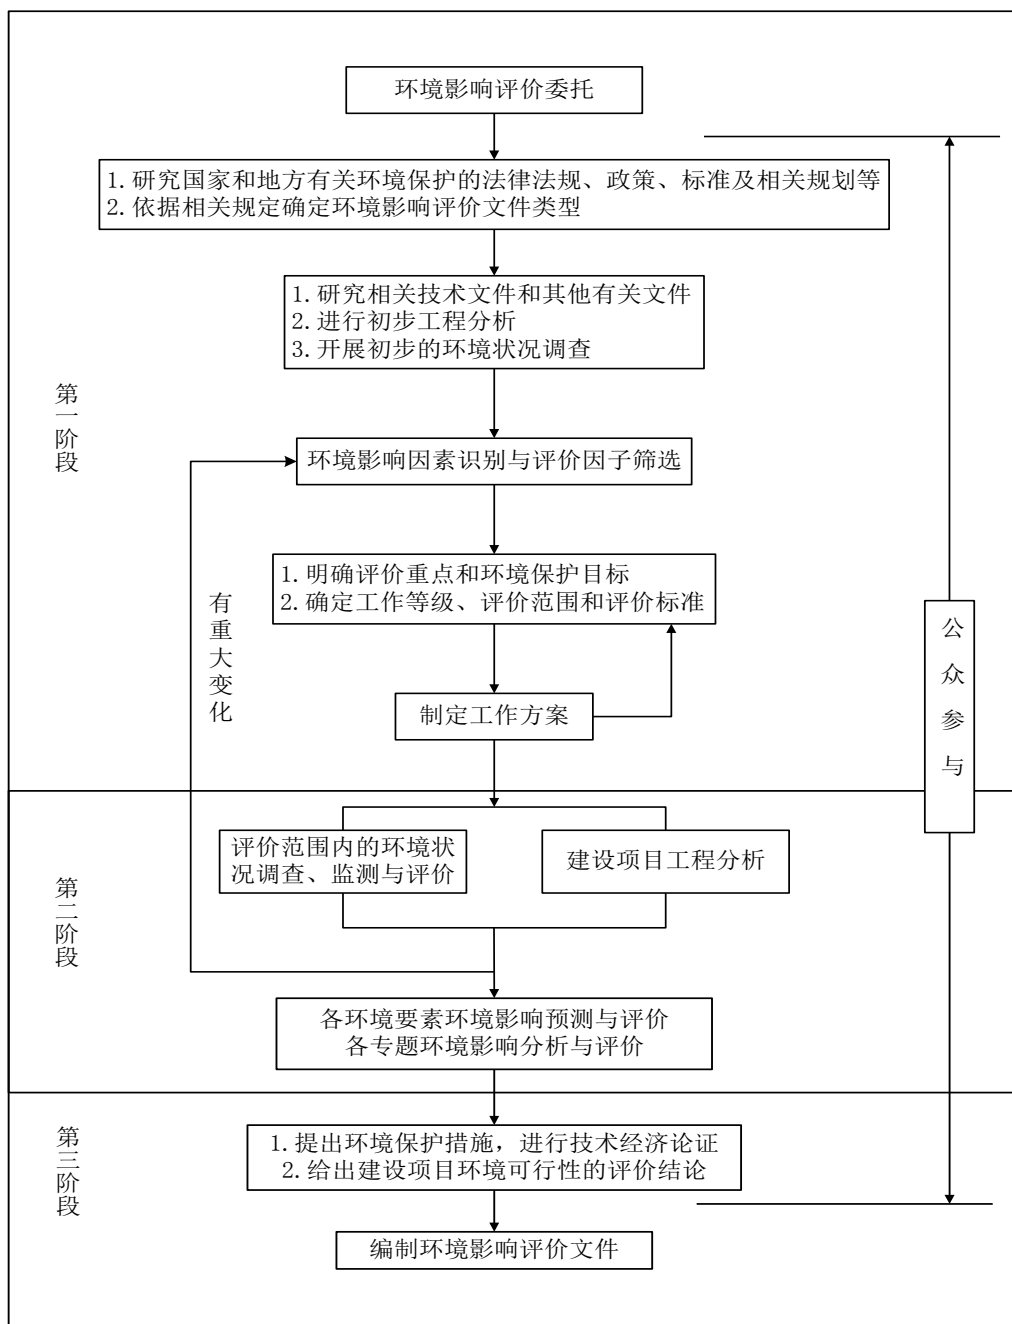 环境影响评价委托
1.研究国家和地方有关环境保护的法律法规、政策、标准及相关规划等
2.依据相关规定确定环境影响评价文件类型
1.研究相关技术文件和其他有关文件
2.进行初步工程分析
3.开展初步的环境状况调查
第一阶段
环境影响因素识别与评价因子筛选
1.明确评价重点和环境保护目标
2.确定工作等级、评价范围和评价标准
有重大变化
公众参与
制定工作方案
评价范围内的环境状
况调查、监测与评价
建设项目工程分析
第二阶段
各环境要素环境影响预测与评价
各专题环境影响分析与评价
第三阶段
1.提出环境保护措施，进行技术经济论证
2.给出建设项目环境可行性的评价结论
编制环境影响评价文件